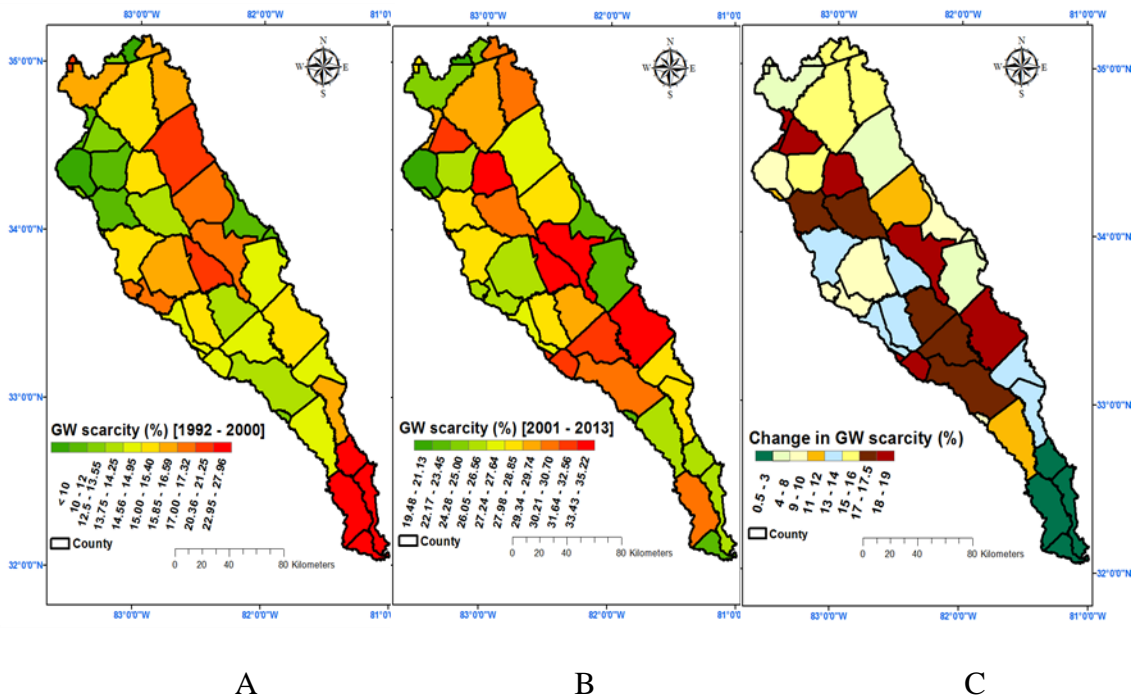 83°0'0"W 82°0'0"W 81°0'0"W 83°0'0"W 82°0'0"W 81°0'0"W 83°0'0"W 82°0'0"W 81°0'0"W
N
W E
S
N
W E
S
N
W E
S
35°0'0"N
34°0'0"N
33°0'0"N
32°0'0"N
35°0'0"N
34°0'0"N
33°0'0"N
32°0'0"N
GW scarcity (%) [1992 - 2000]
< 10
10 - 12
12.5 - 13.55
13.75 - 14.25
14.56 - 14.95
15.00 - 15.40
15.85 - 16.59
17.00 - 17.32
20.36 - 21.25
22.95 - 27.96
County
0 20 40 80 Kilometers
GW scarcity (%) [2001 - 2013]
19.48 - 21.13
22.17 - 23.45
24.28 - 25.00
26.05 - 26.56
27.24 - 27.64
27.98 - 28.85
29.34 - 29.74
30.21 - 30.70
31.64 - 32.56
33.43 - 35.22
County
0 20 40 80 Kilometers
Change in GW scarcity (%)
0.5 - 3
4 - 8
9 - 10
11 - 12
13 - 14
15 - 16
17 - 17.5
18 - 19
County
0 20 40 80 Kilometers
83°0'0"W 82°0'0"W 81°0' 83°0'0"W 82°0'0"W 81°0'0"W 83°0'0"W 82°0'0"W 81°0'0"W
A B C